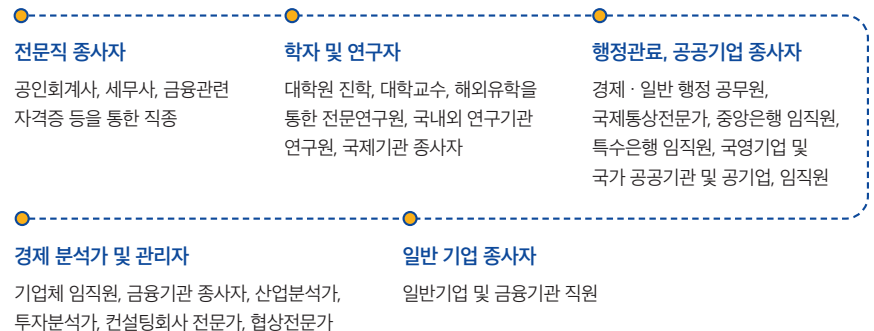 전문직 종사자
공인회계사, 세무사, 금융관련
자격증 등을 통한 직종
학자 및 연구자
대학원 진학, 대학교수, 해외유학을
통한 전문연구원, 국내외 연구기관
연구원, 국제기관 종사자
행정관료, 공공기업 종사자
경제 · 일반 행정 공무원,
국제통상전문가, 중앙은행 임직원,
특수은행 임직원, 국영기업 및
국가 공공기관 및 공기업, 임직원
경제 분석가 및 관리자
기업체 임직원, 금융기관 종사자, 산업분석가,
투자분석가, 컨설팅회사 전문가, 협상전문가
일반 기업 종사자
일반기업 및 금융기관 직원